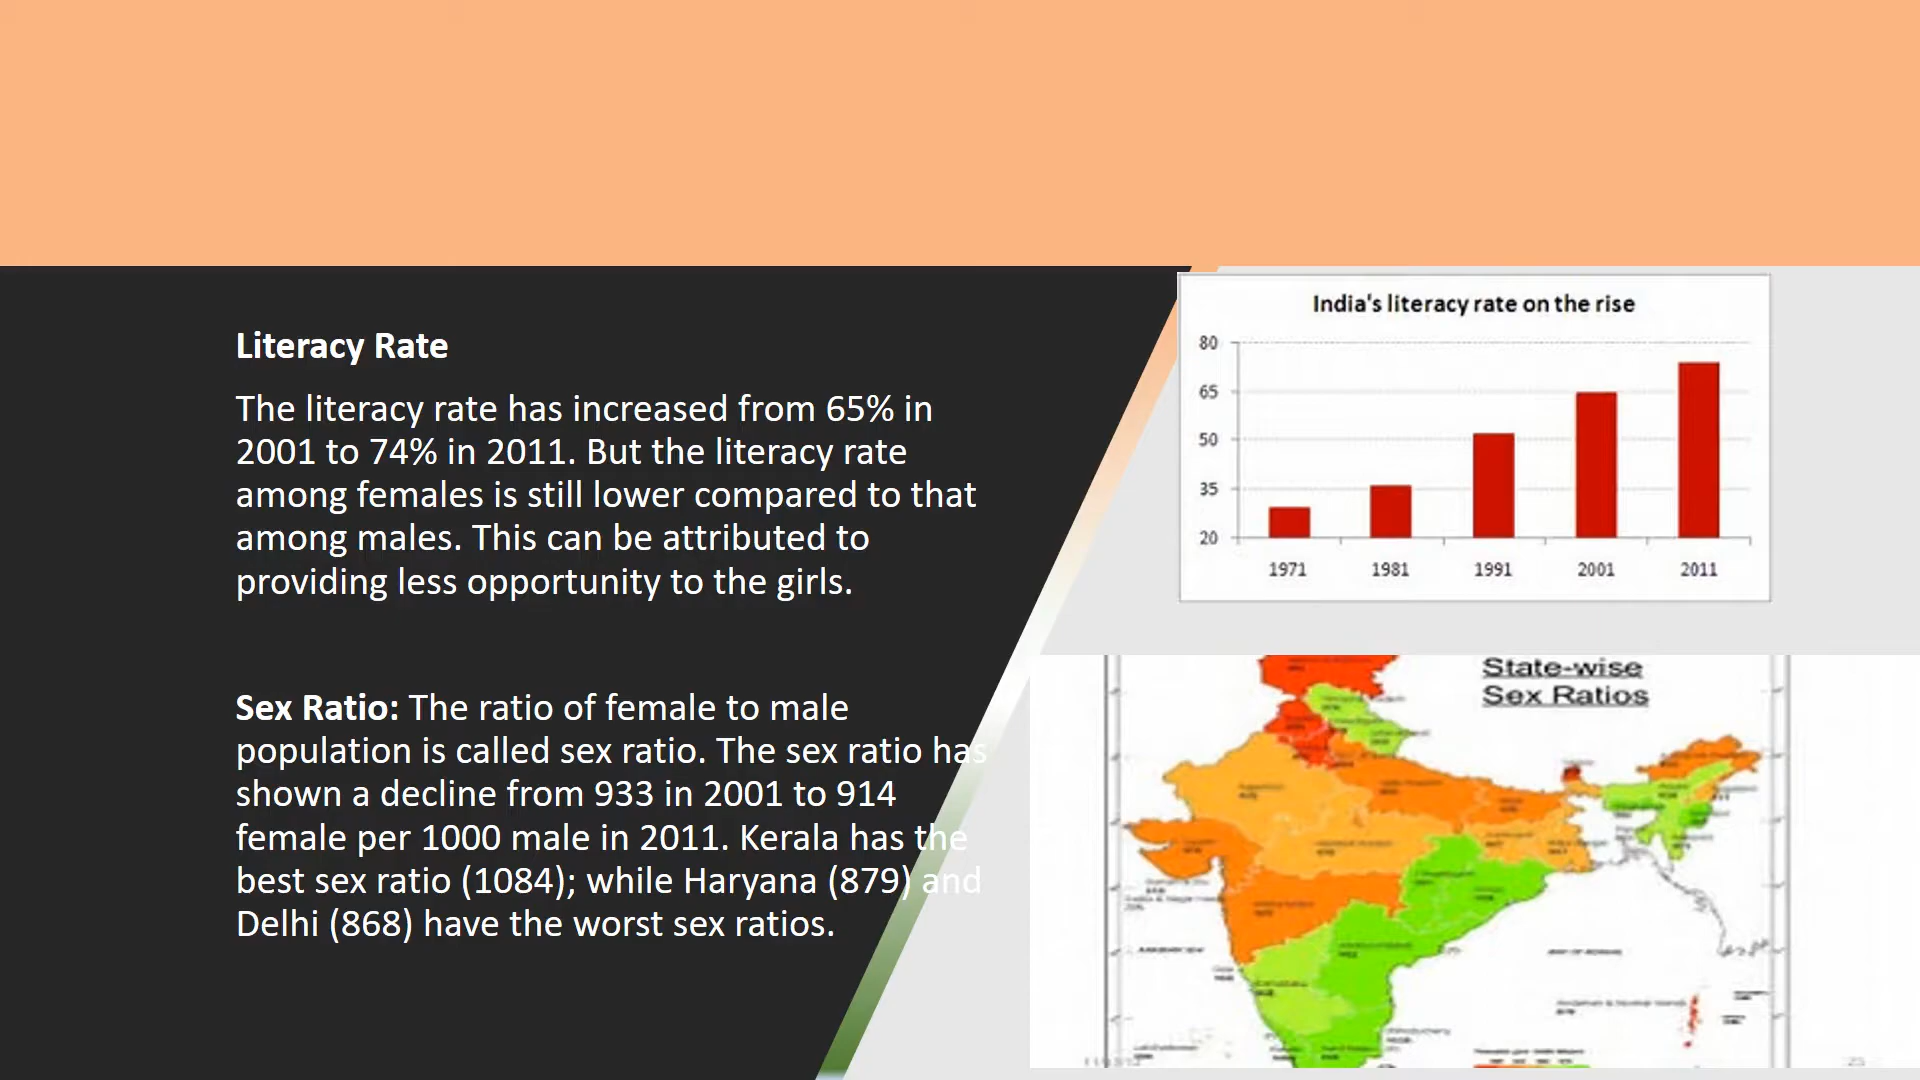 Literacy Rate
The literacy rate has increased from 65% in
2001 to 74% in 2011. But the literacy rate
among females is still lower compared to that
among males. This can be attributed to
providing less opportunity to the girls.
Sex Ratio: The ratio of female to male
population is called sex ratio. The sex ratio has
shown a decline from 933 in 2001 to 914
female per 1000 male in 2011. Kerala has the
best sex ratio (1084); while Haryana (879) and
Delhi (868) have the worst sex ratios.
India's literacy rate on the rise
80
65
50
35
20
1971 1981 1991 2001 2011
State-wise
Sex Ratios